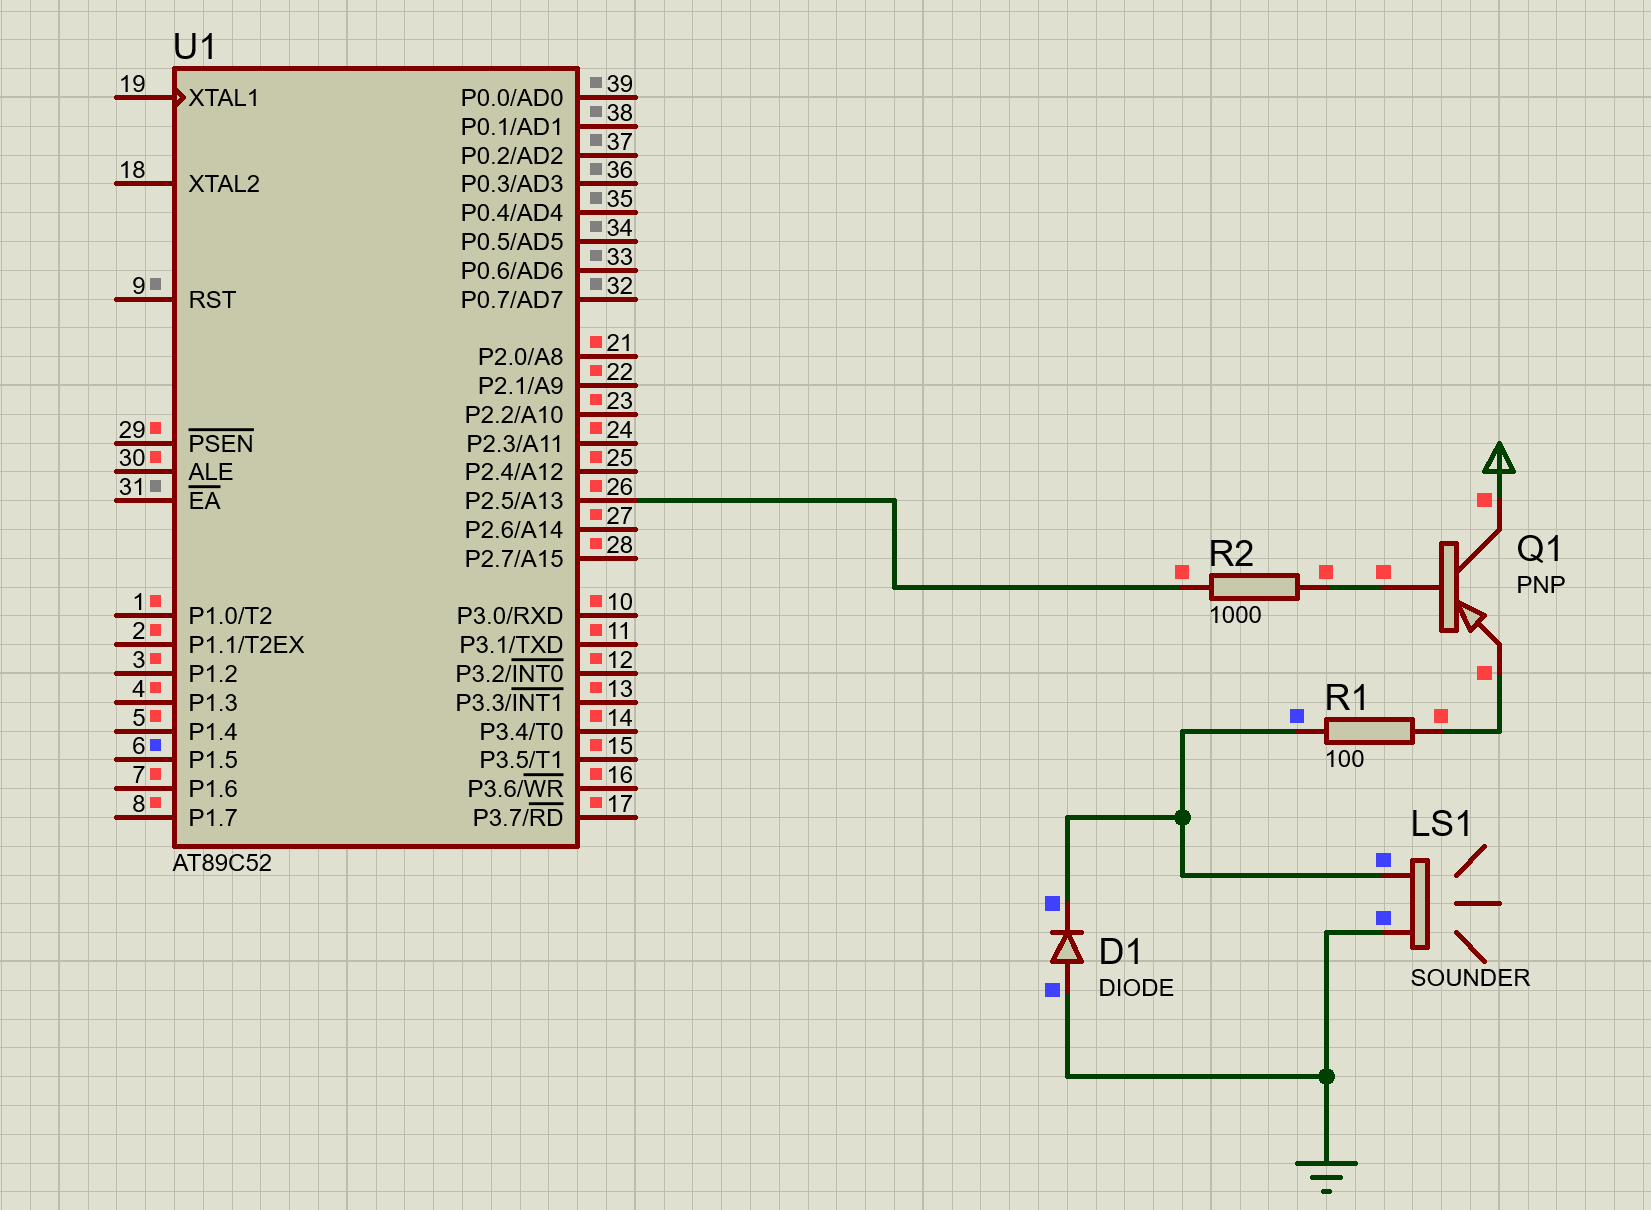 U1
19 XTAL1 P0.0/AD0 39
P0.1/AD1 38
P0.2/AD2 37
18 XTAL2 P0.3/AD3 36
P0.4/AD4 35
P0.5/AD5 34
P0.6/AD6 33
9 RST P0.7/AD7 32
P2.0/A8 21
P2.1/A9 22
P2.2/A10 23
29 PSEN P2.3/A11 24
30 ALE P2.4/A12 25
31 EA P2.5/A13 26
P2.6/A14 27
P2.7/A15 28
1 P1.0/T2 P3.0/RXD 10
2 P1.1/T2EX P3.1/TXD 11
3 P1.2 P3.2/INT0 12
4 P1.3 P3.3/INT1 13
5 P1.4 P3.4/T0 14
6 P1.5 P3.5/T1 15
7 P1.6 P3.6/WR 16
8 P1.7 P3.7/RD 17
AT89C52
R2
1000
Q1
PNP
R1
100
LS1
SOUNDER
D1
DIODE